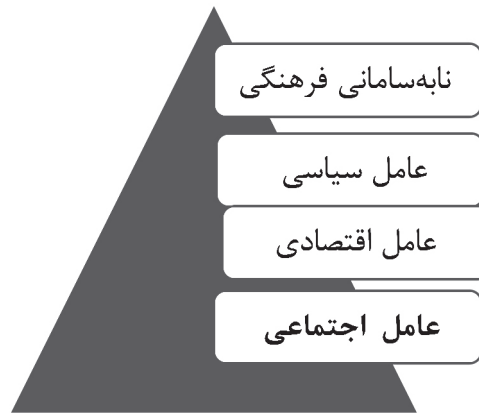 نابه‌سامانی فرهنگی
عامل سیاسی
عامل اقتصادی
عامل اجتماعی